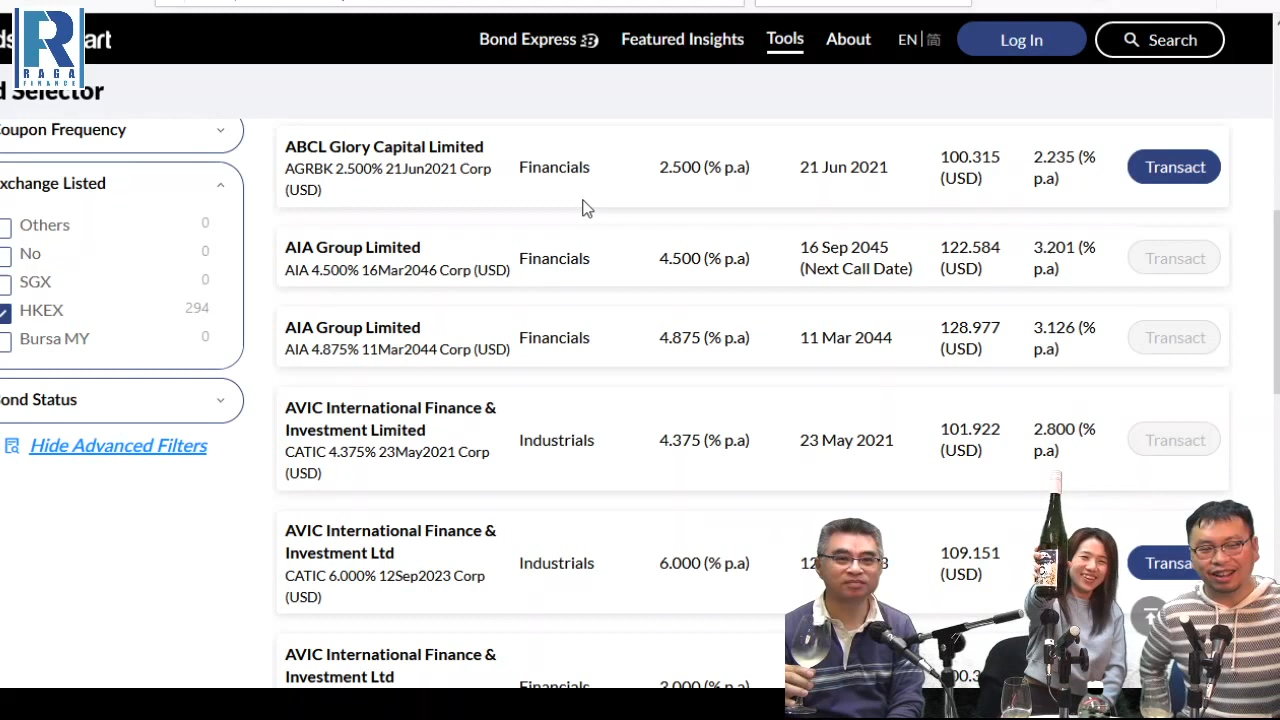 Bond Express
Featured Insights
Tools
About
EN | 简
Log In
Search
art
R
RAGA
FINANCE
d Selector
Coupon Frequency
xchange Listed
Others 0
No 0
SGX 0
HKEX 294
Bursa MY 0
ond Status
Hide Advanced Filters
ABCL Glory Capital Limited
AGRBK 2.500% 21Jun2021 Corp
(USD)
Financials
2.500 (% p.a)
21 Jun 2021
100.315
(USD)
2.235 (%
p.a)
Transact
AIA Group Limited
AIA 4.500% 16Mar2046 Corp (USD)
Financials
4.500 (% p.a)
16 Sep 2045
(Next Call Date)
122.584
(USD)
3.201 (%
p.a)
Transact
AIA Group Limited
AIA 4.875% 11Mar2044 Corp (USD)
Financials
4.875 (% p.a)
11 Mar 2044
128.977
(USD)
3.126 (%
p.a)
Transact
AVIC International Finance &
Investment Limited
CATIC 4.375% 23May2021 Corp
(USD)
Industrials
4.375 (% p.a)
23 May 2021
101.922
(USD)
2.800 (%
p.a)
Transact
AVIC International Finance &
Investment Ltd
CATIC 6.000% 12Sep2023 Corp
(USD)
Industrials
6.000 (% p.a)
109.151
(USD)
Transa
AVIC International Finance &
Investment Ltd
Financials
3.000 (% p.a)